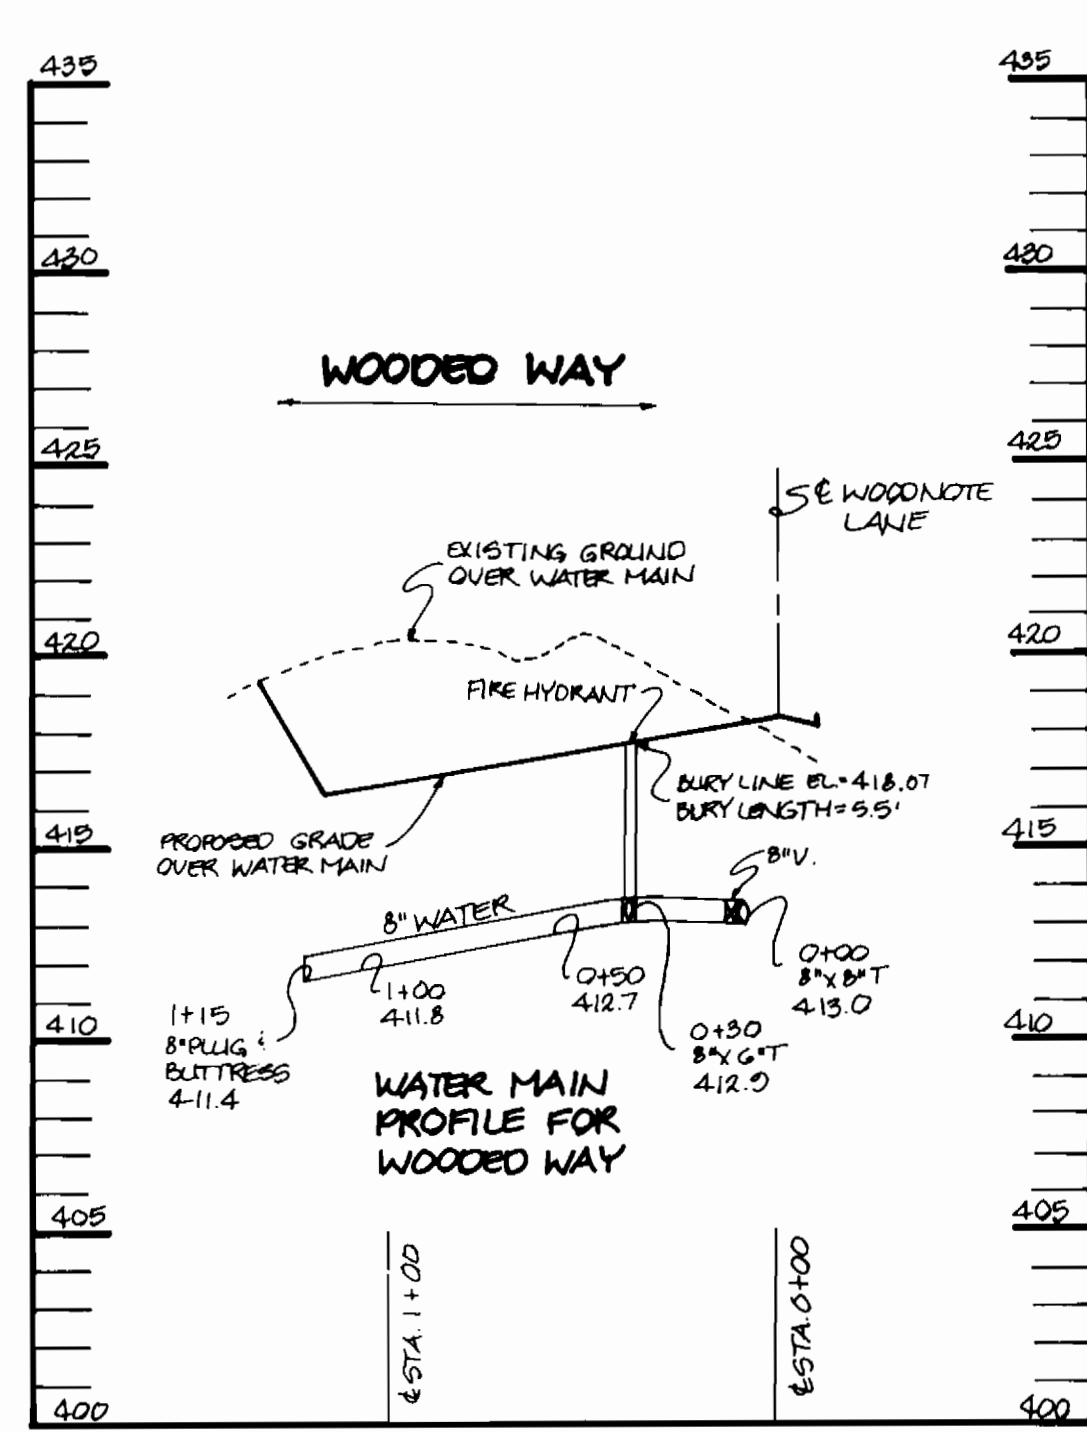 435
435
430
430
WOODED WAY
425
425
℄ WOODNOTE
LANE
EXISTING GROUND
OVER WATER MAIN
420
420
FIRE HYDRANT
BURY LINE EL.=418.07
BURY LENGTH=5.5'
415
415
PROPOSED GRADE
OVER WATER MAIN
8"V.
8" WATER
0+00
8"X8"T
413.0
0+50
412.7
1+00
411.8
1+15
8"PLUG &
BUTTRESS
411.4
410
410
0+30
8"X6"T
412.9
WATER MAIN
PROFILE FOR
WOODED WAY
405
405
℄ STA. 1+00
℄ STA. 0+00
400
400